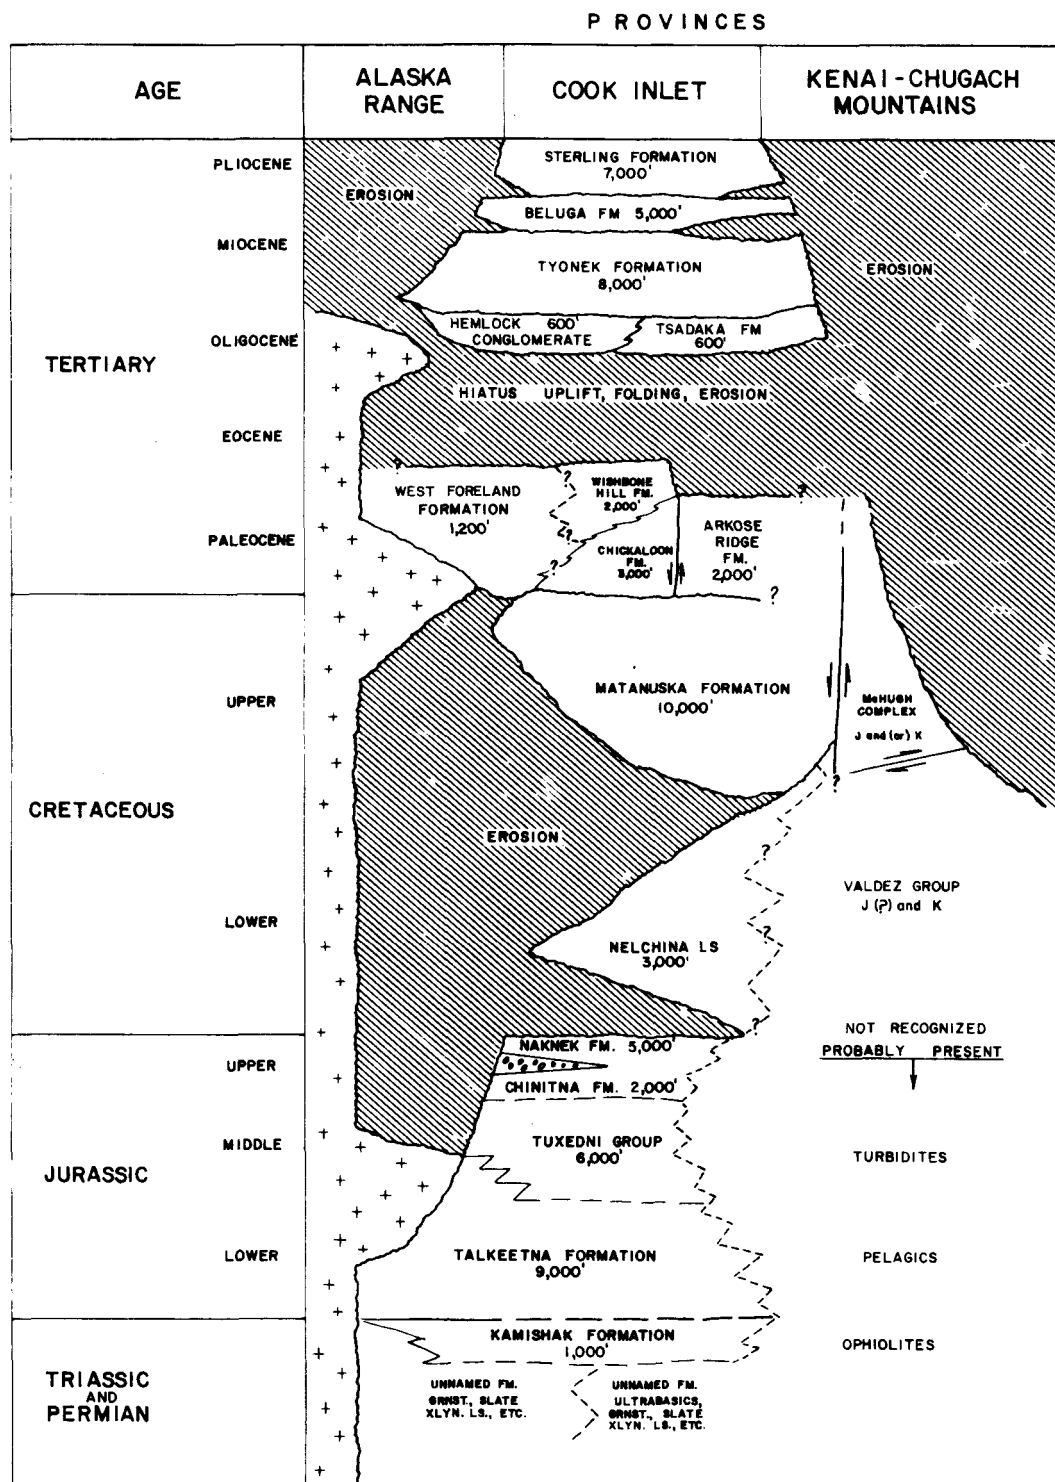 PROVINCES
AGE
ALASKA
RANGE
COOK INLET
KENAI-CHUGACH
MOUNTAINS
PLIOCENE
STERLING FORMATION
7,000'
EROSION
BELUGA FM 5,000'
MIOCENE
TYONEK FORMATION
8,000'
EROSION
HEMLOCK 600'
CONGLOMERATE
TSADAKA FM
600'
OLIGOCENE
TERTIARY
HIATUS UPLIFT, FOLDING, EROSION
EOCENE
?
WEST FORELAND
FORMATION
1,200'
?
WISHBONE
HILL FM.
2,000'
?
?
ARKOSE
RIDGE
FM.
2,000'
PALEOCENE
CHICKALOON
FM.
3,000'
?
?
UPPER
MATANUSKA FORMATION
10,000'
McHUGH
COMPLEX
J and (or) K
?
CRETACEOUS
EROSION
?
VALDEZ GROUP
J (?) and K
LOWER
NELCHINA LS
3,000'
?
?
NOT RECOGNIZED
PROBABLY PRESENT
UPPER
NAKNEK FM. 5,000'
CHINITNA FM. 2,000'
MIDDLE
TUXEDNI GROUP
6,000'
TURBIDITES
JURASSIC
LOWER
TALKEETNA FORMATION
9,000'
PELAGICS
KAMISHAK FORMATION
1,000'
OPHIOLITES
TRIASSIC
AND
PERMIAN
UNNAMED FM.
GRNST., SLATE
XLYN. LS., ETC.
UNNAMED FM.
ULTRABASICS,
GRNST., SLATE
XLYN. LS., ETC.